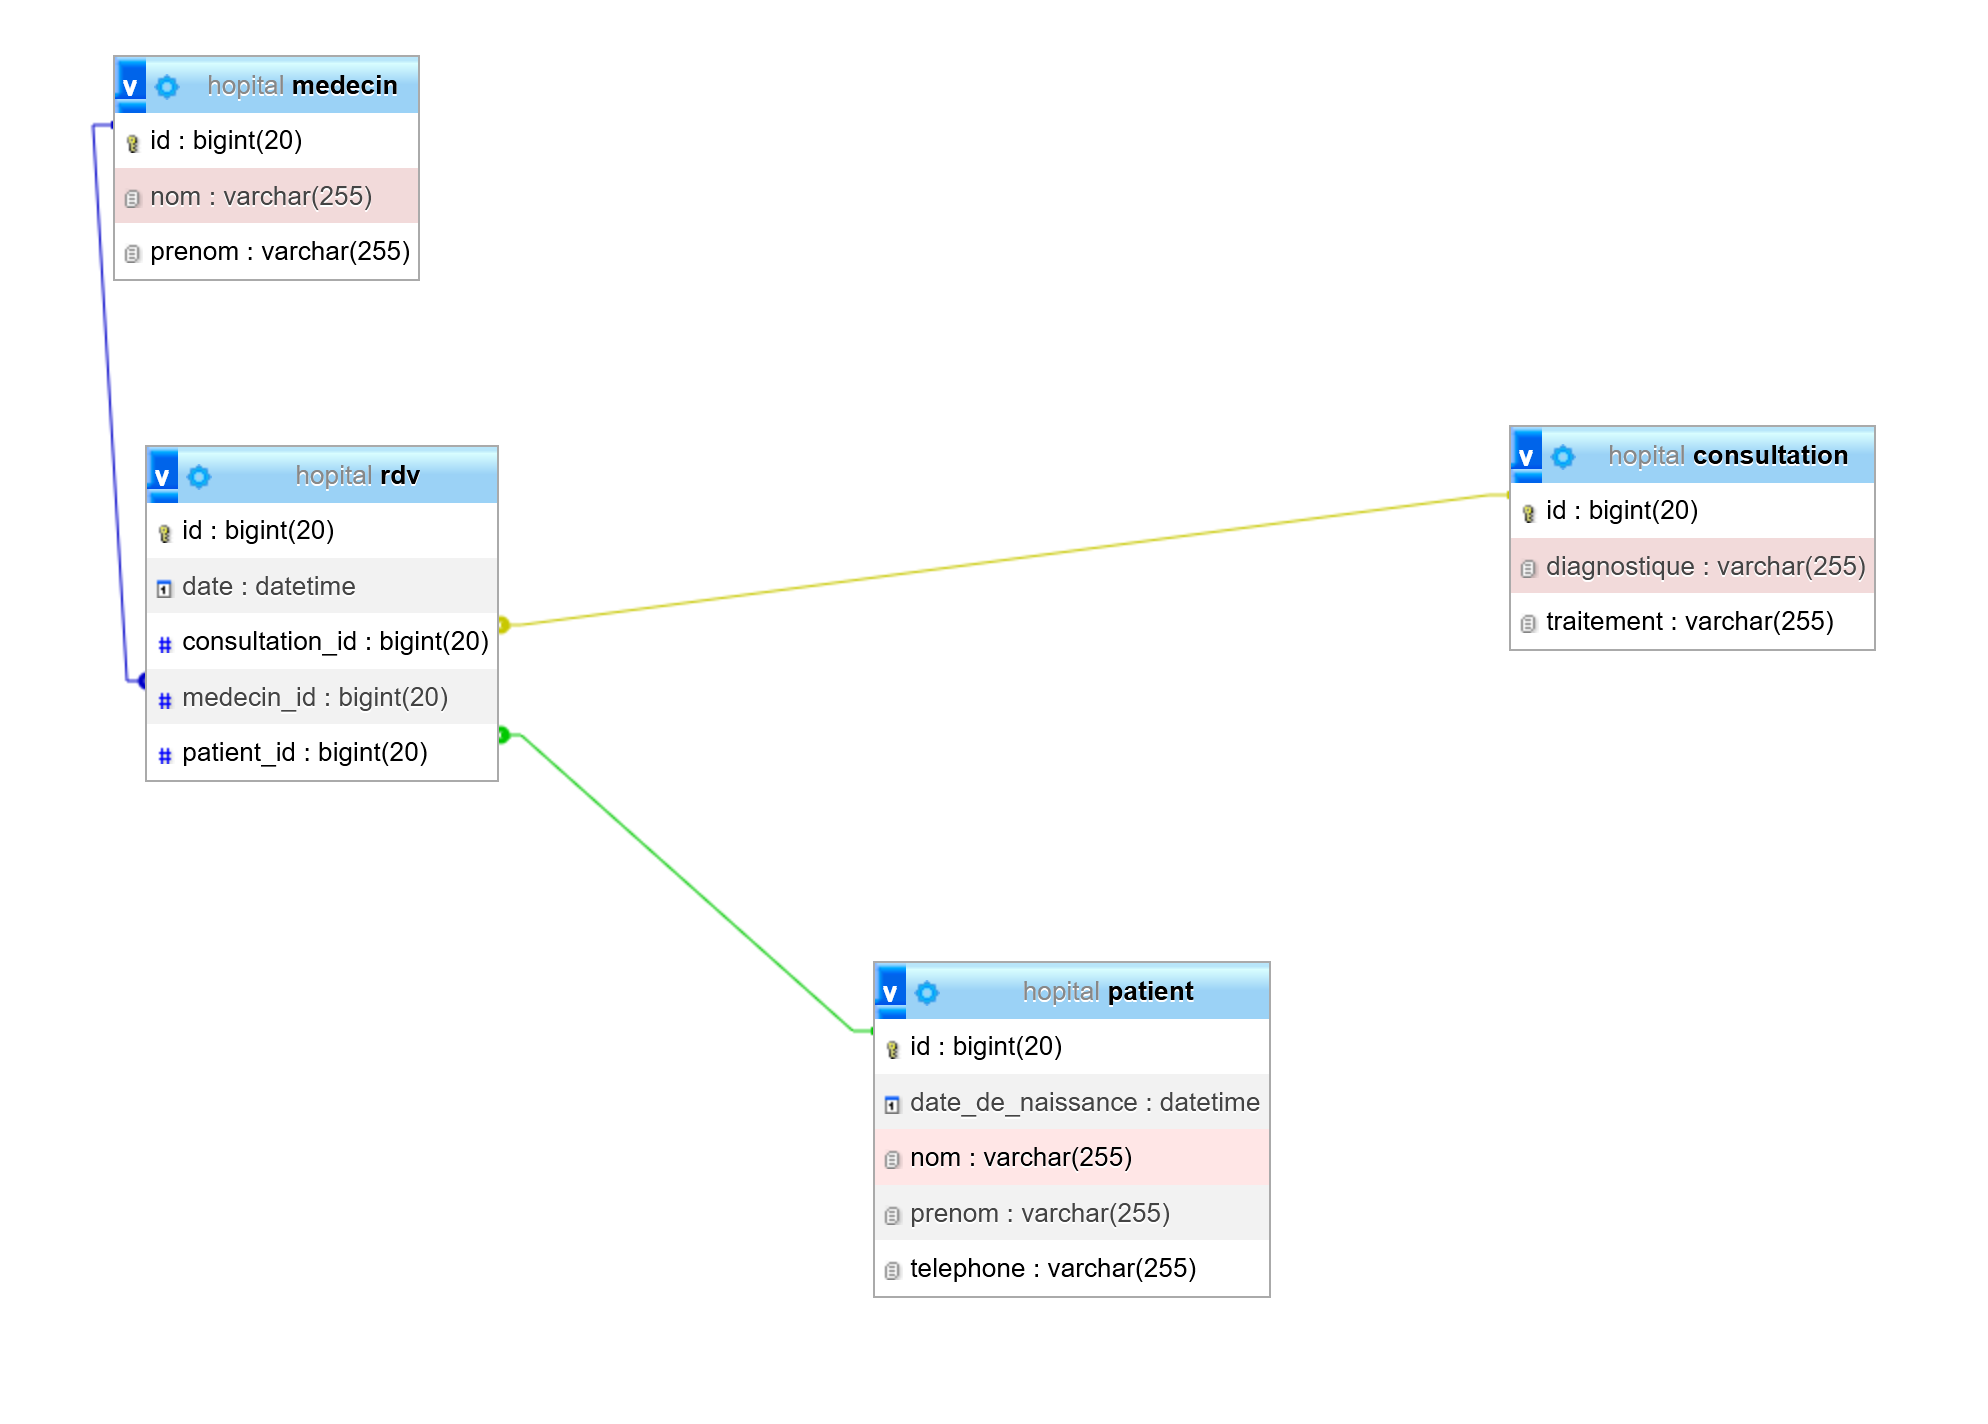 v hopital medecin
id : bigint(20)
nom : varchar(255)
prenom : varchar(255)
v hopital rdv
id : bigint(20)
date : datetime
# consultation_id : bigint(20)
# medecin_id : bigint(20)
# patient_id : bigint(20)
v hopital consultation
id : bigint(20)
diagnostique : varchar(255)
traitement : varchar(255)
v hopital patient
id : bigint(20)
date_de_naissance : datetime
nom : varchar(255)
prenom : varchar(255)
telephone : varchar(255)